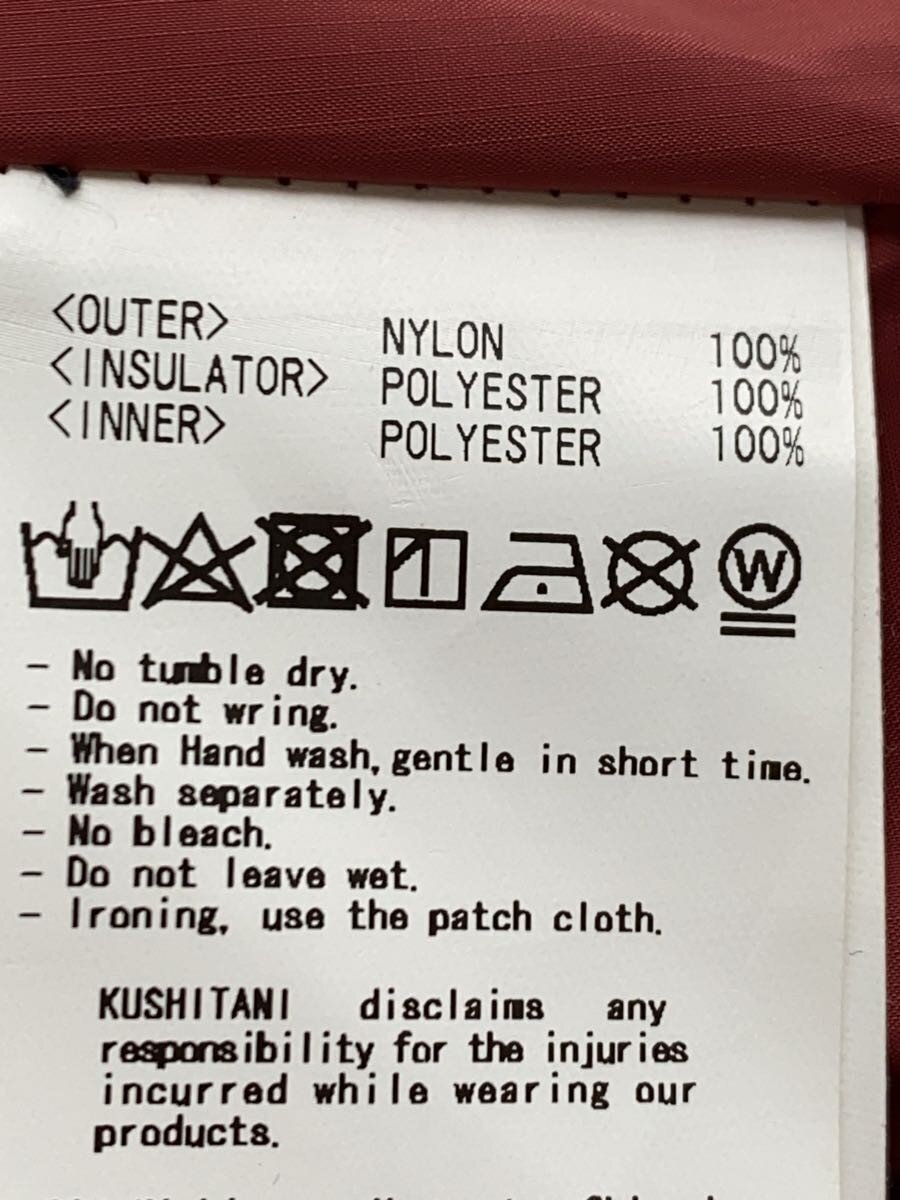 <OUTER> NYLON 100%
<INSULATOR> POLYESTER 100%
<INNER> POLYESTER 100%
W
- No tumble dry.
- Do not wring.
- When Hand wash,gentle in short time.
- Wash separately.
- No bleach.
- Do not leave wet.
- Ironing, use the patch cloth.
KUSHITANI disclaims any
responsibility for the injuries
incurred while wearing our
products.